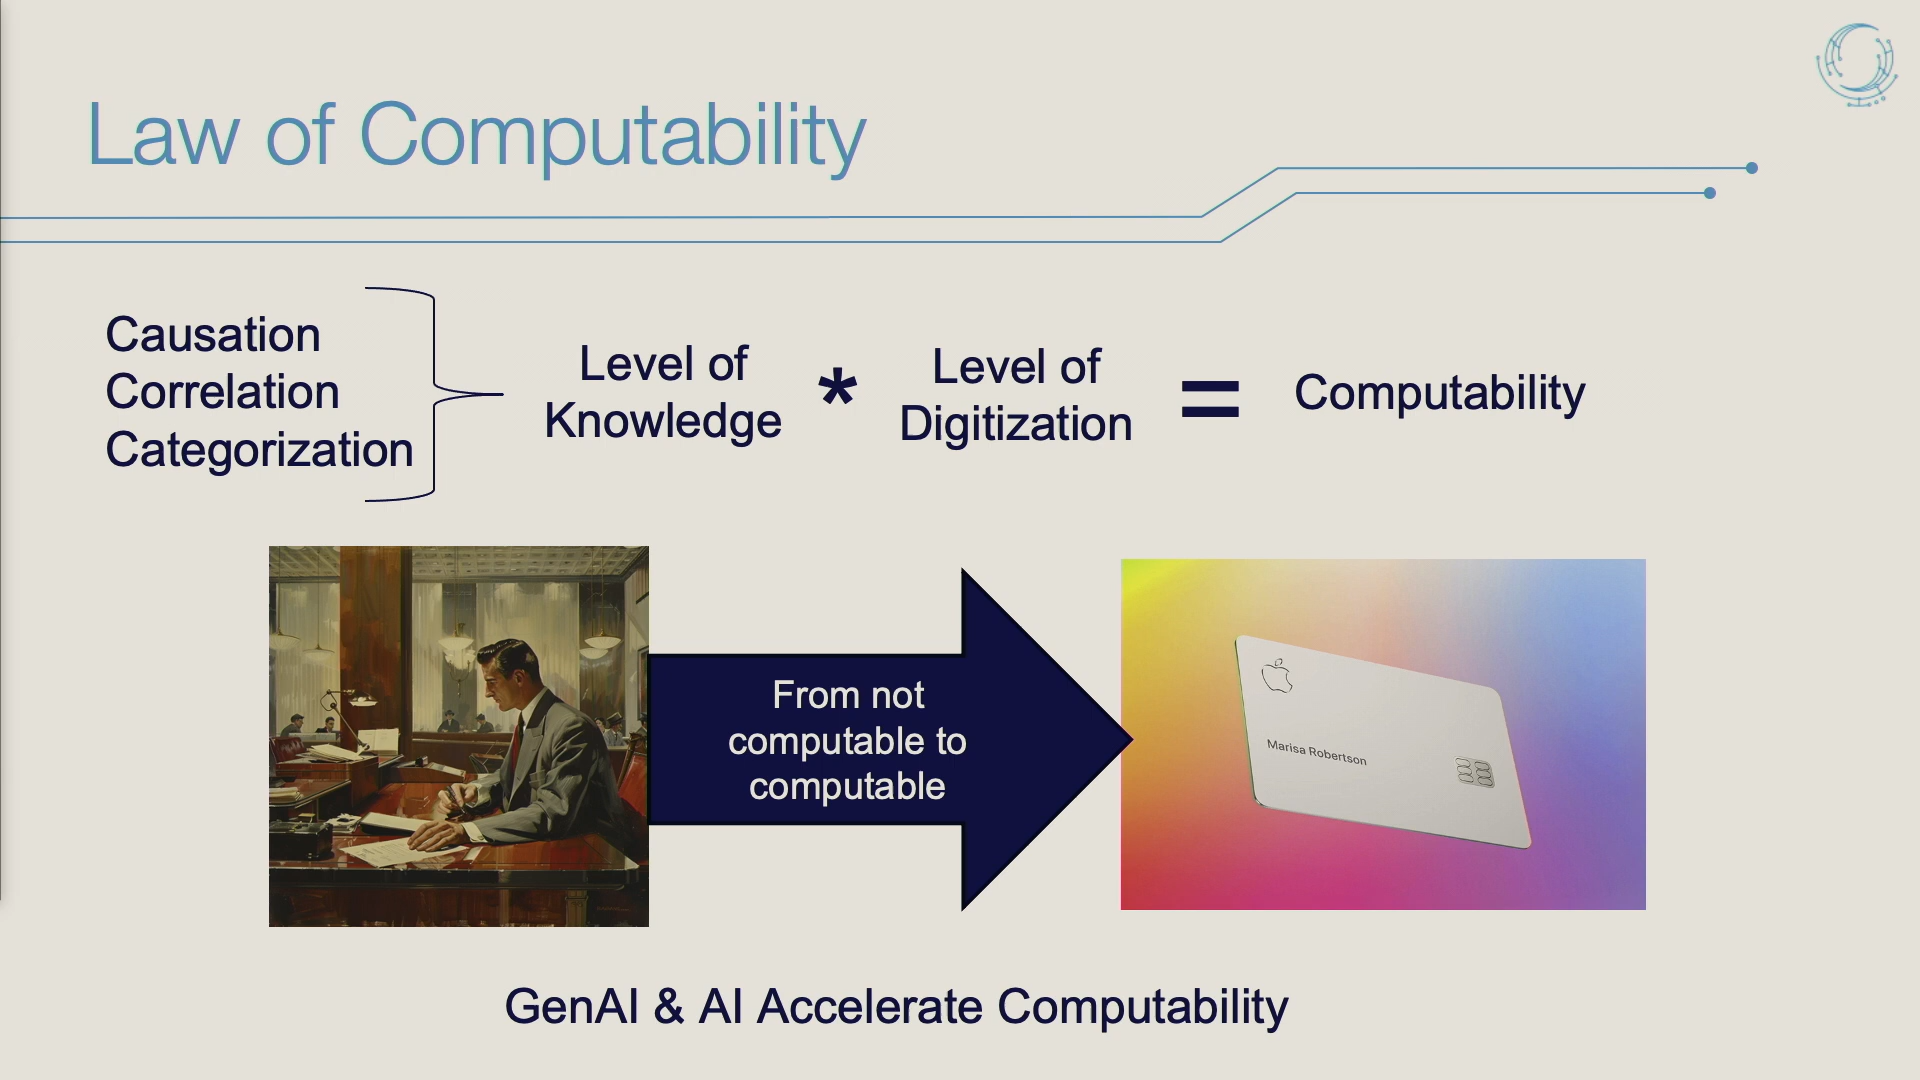 Law of Computability
Causation
Correlation
Categorization
Level of
Knowledge
*
Level of
Digitization
=
Computability
From not
computable to
computable
Marisa Robertson
GenAI & AI Accelerate Computability